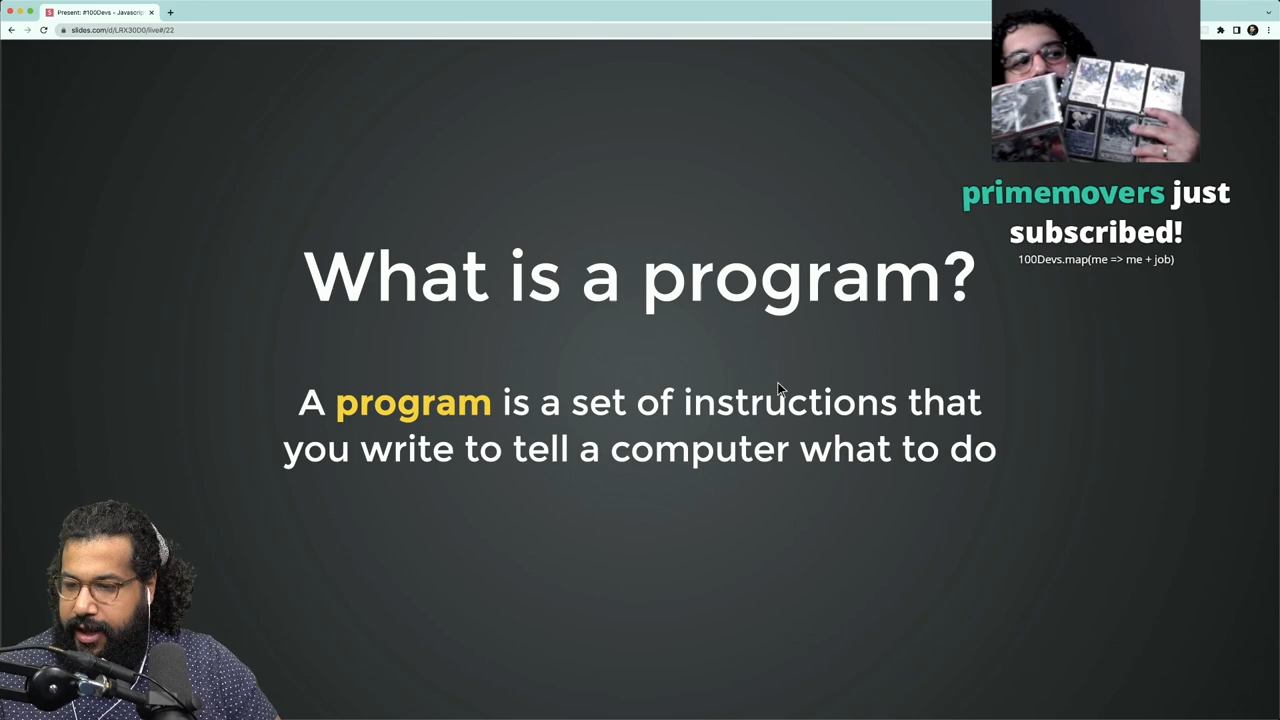 Present: #100Devs - Javascrip
slides.com/d/LRX30D0/live#/22
primemovers just
subscribed!
100Devs.map(me => me + job)
What is a program?
A program is a set of instructions that
you write to tell a computer what to do